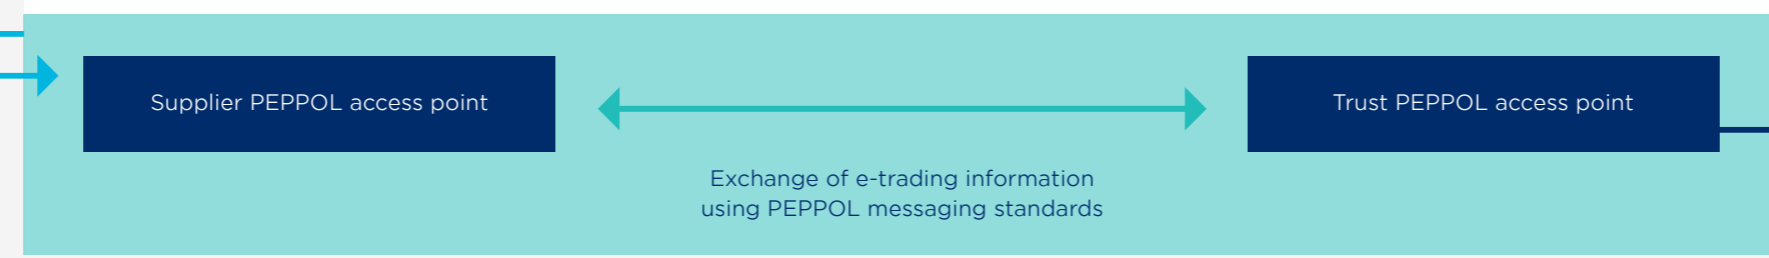 Supplier PEPPOL access point
Trust PEPPOL access point
Exchange of e-trading information
using PEPPOL messaging standards